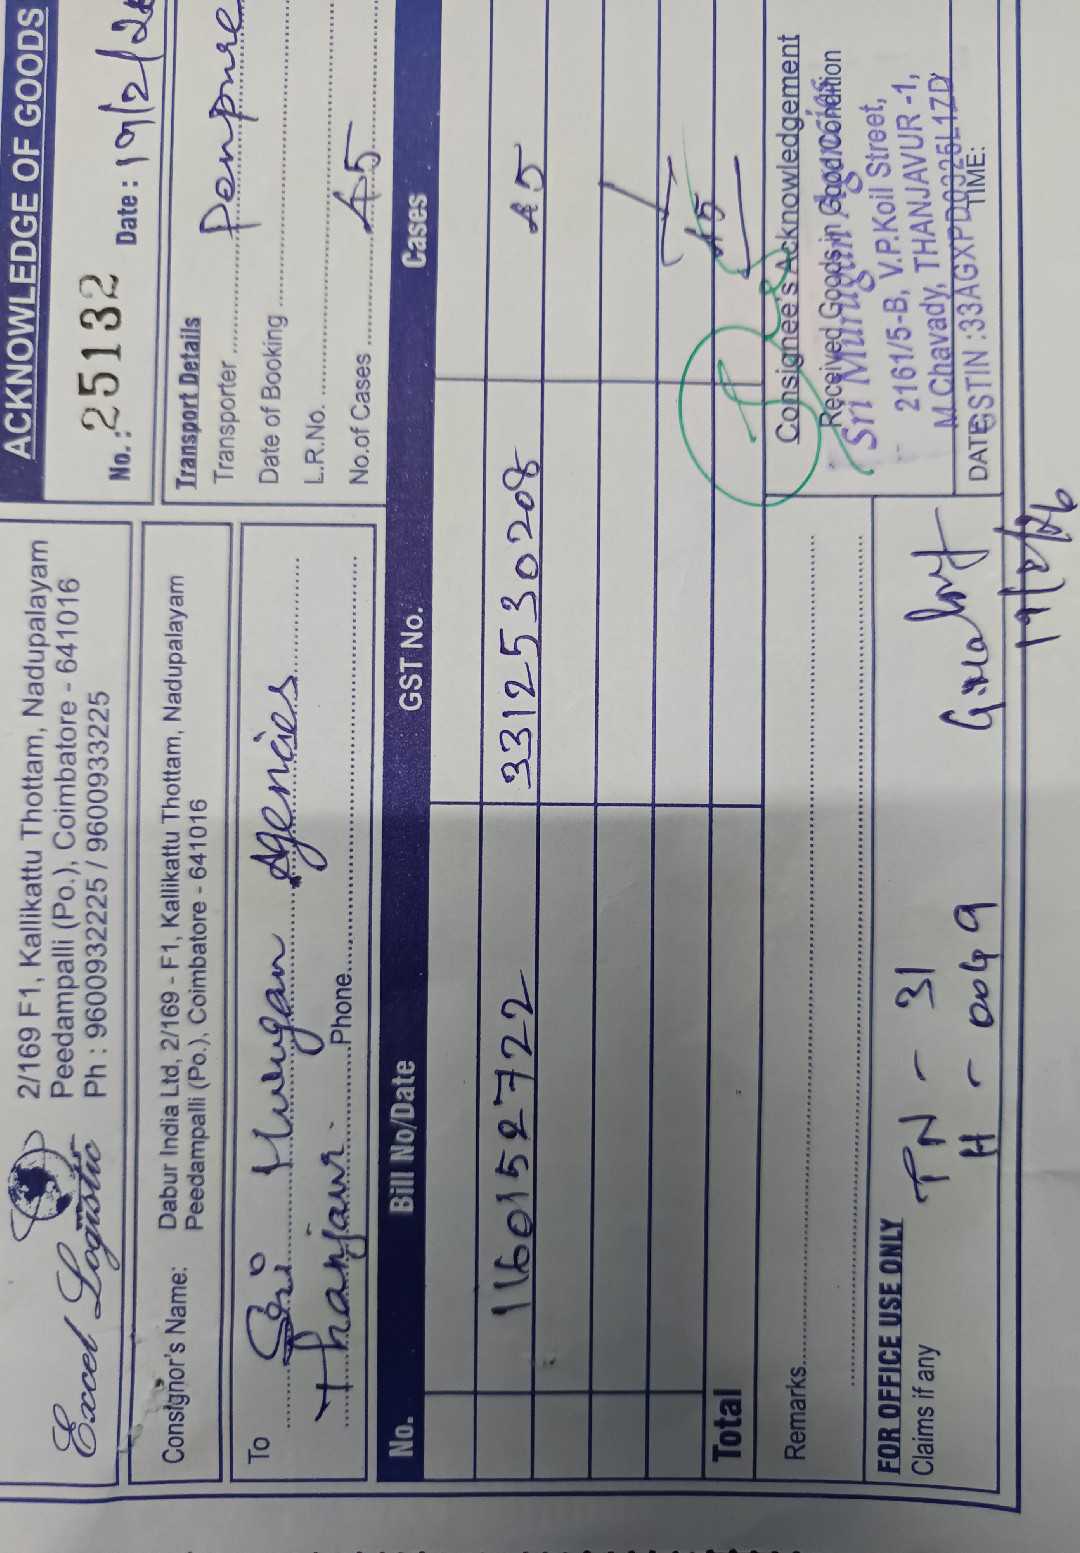 Excel Logistic
2/169 F1, Kallikattu Thottam, Nadupalayam
Peedampalli (Po.), Coimbatore - 641016
Ph : 9600932225 / 9600933225
ACKNOWLEDGE OF GOODS
No. : 25132
Date : 19/2/2
Consignor's Name: Dabur India Ltd, 2/169 - F1, Kallikattu Thottam, Nadupalayam
Peedampalli (Po.), Coimbatore - 641016
To Sri Murugan Agencies
Thanjavur. Phone
Transport Details
Transporter
Date of Booking
L.R.No.
No.of Cases 45
No. Bill No/Date GST No. Cases
1160152722 33125530208 45
Total 45
Remarks
Consignee's Acknowledgement
Received Goods in Good Condition
Sri Murugan Agencies
2161/5-B, V.P.Koil Street,
M.Chavady, THANJAVUR-1,
GSTIN :33AGXPD0326L1ZD
DATE: TIME:
FOR OFFICE USE ONLY
Claims if any
TN - 31
H - 0049
19/2/26